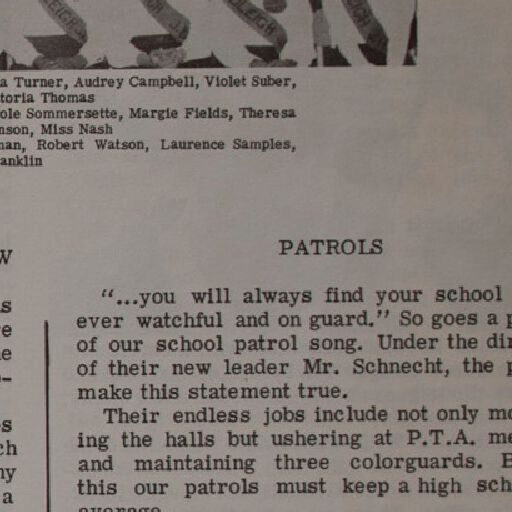 a Turner, Audrey Campbell, Violet Suber,
toria Thomas
ole Sommersette, Margie Fields, Theresa
nson, Miss Nash
nan, Robert Watson, Laurence Samples,
anklin
W
PATROLS
"...you will always find your school
ever watchful and on guard." So goes a p
of our school patrol song. Under the dir
of their new leader Mr. Schnecht, the p
make this statement true.
Their endless jobs include not only mo
ing the halls but ushering at P.T.A. me
and maintaining three colorguards. B
this our patrols must keep a high sch
average